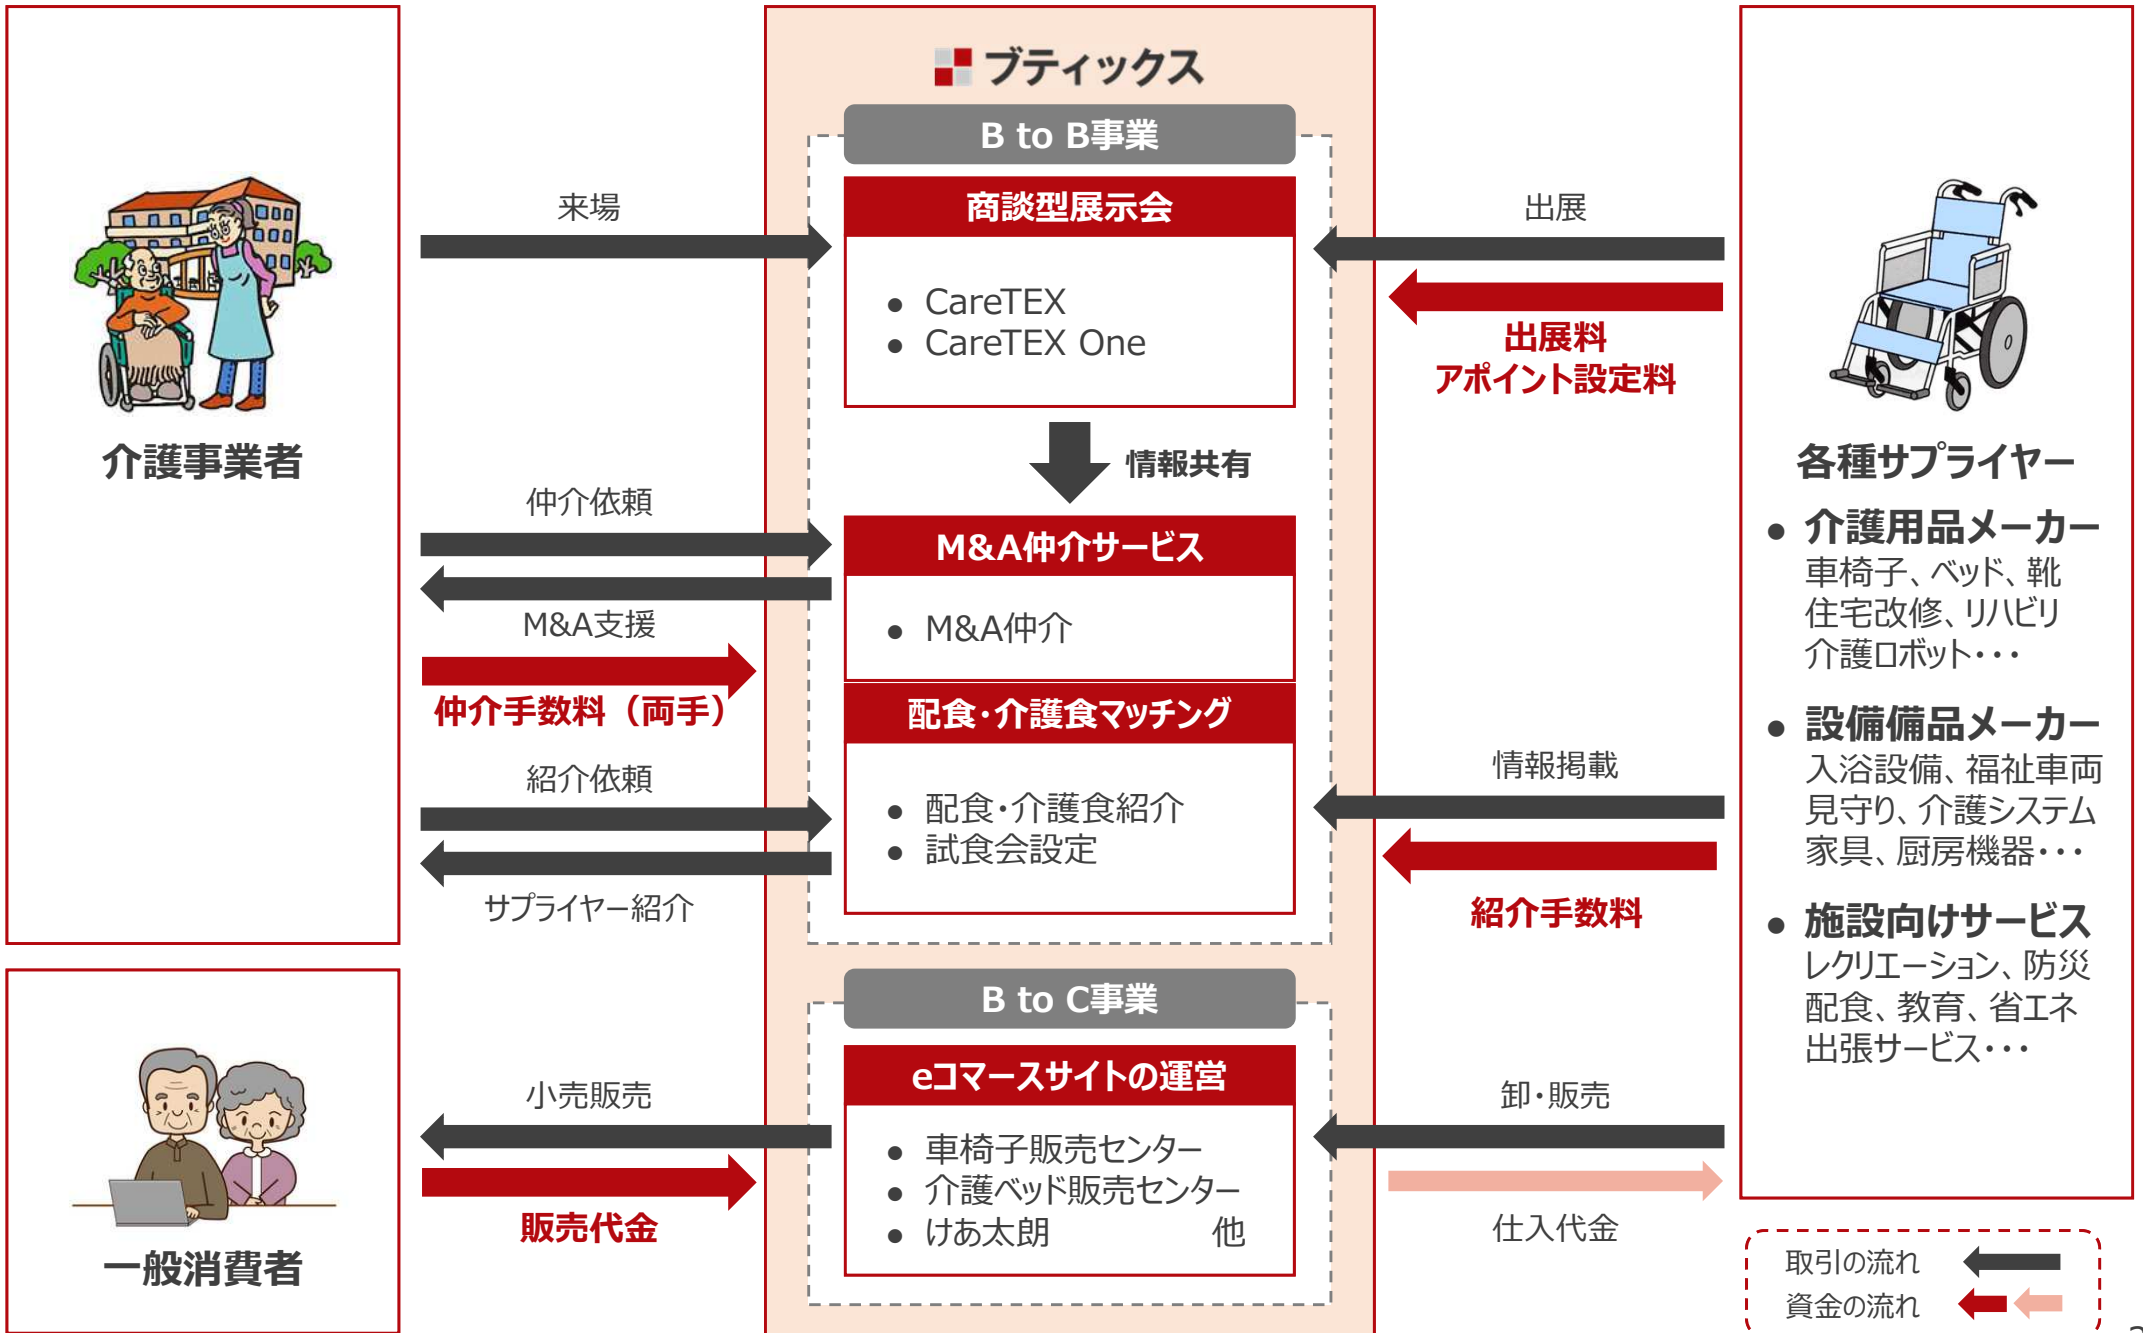 ブティックス
B to B事業
商談型展示会
● CareTEX
● CareTEX One
情報共有
M&A仲介サービス
● M&A仲介
配食・介護食マッチング
● 配食・介護食紹介
● 試食会設定
B to C事業
eコマースサイトの運営
● 車椅子販売センター
● 介護ベッド販売センター
● けあ太朗 他
介護事業者
一般消費者
来場
仲介依頼
M&A支援
仲介手数料（両手）
紹介依頼
サプライヤー紹介
小売販売
販売代金
出展
出展料
アポイント設定料
情報掲載
紹介手数料
卸・販売
仕入代金
各種サプライヤー
● 介護用品メーカー
車椅子、ベッド、靴
住宅改修、リハビリ
介護ロボット・・・
● 設備備品メーカー
入浴設備、福祉車両
見守り、介護システム
家具、厨房機器・・・
● 施設向けサービス
レクリエーション、防災
配食、教育、省エネ
出張サービス・・・
取引の流れ
資金の流れ